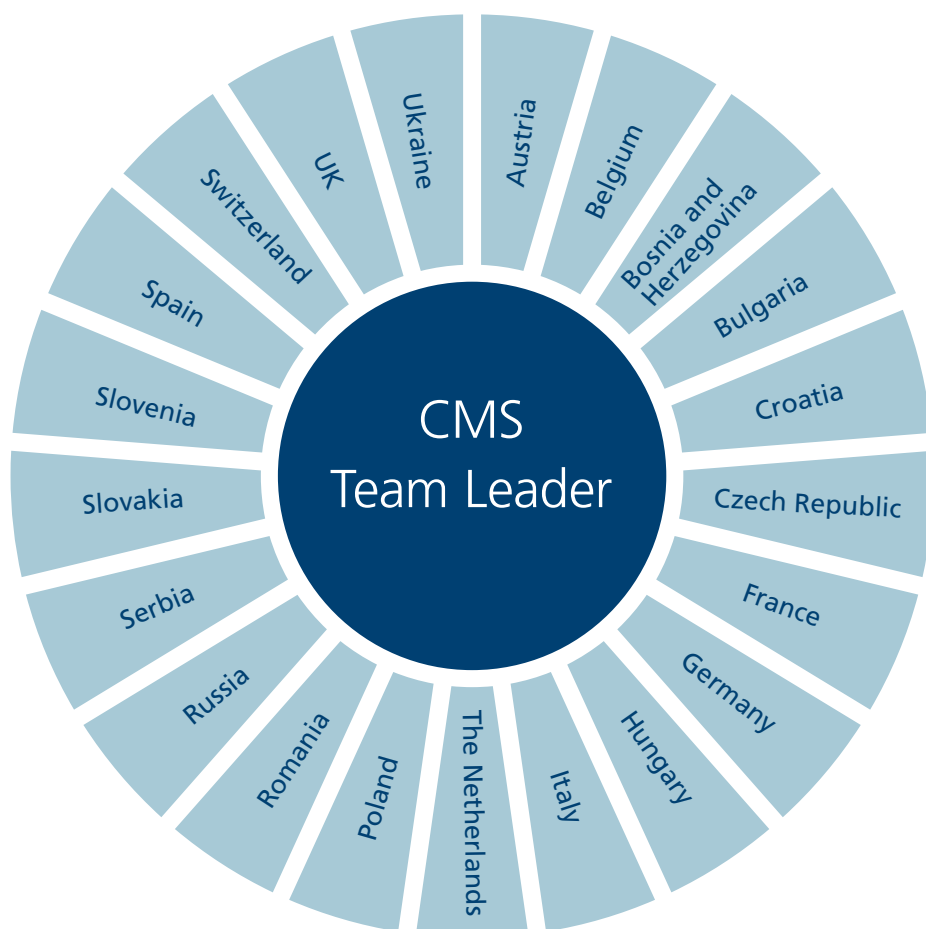 CMS
Team Leader
Austria
Belgium
Bosnia and
Herzegovina
Bulgaria
Croatia
Czech Republic
France
Germany
Hungary
Italy
The Netherlands
Poland
Romania
Russia
Serbia
Slovakia
Slovenia
Spain
Switzerland
UK
Ukraine